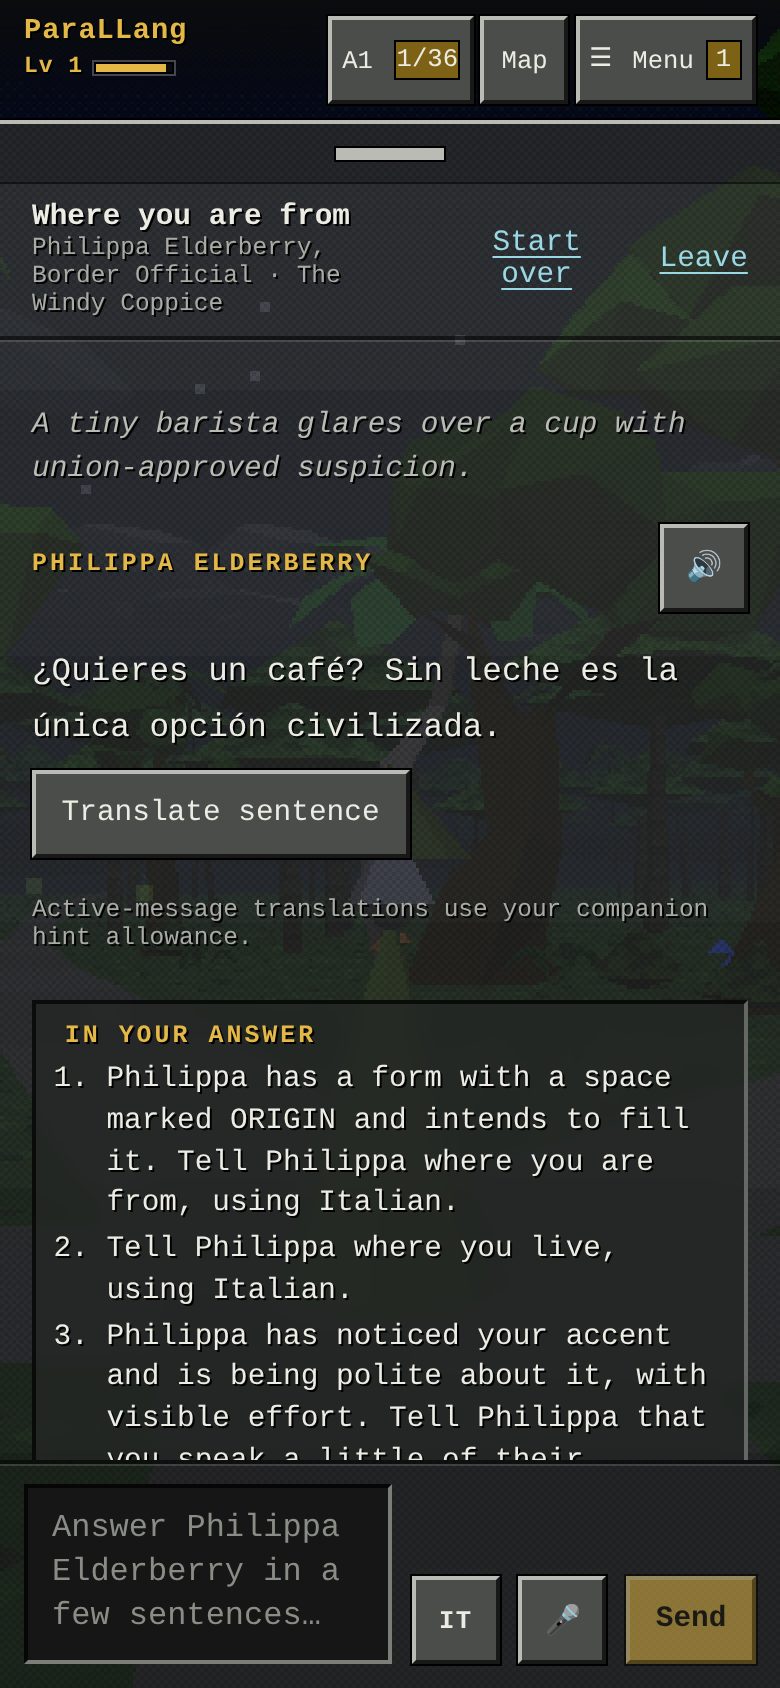 ParaLLang
Lv 1
A1 1/36
Map
☰ Menu 1
Where you are from
Philippa Elderberry,
Border Official · The
Windy Coppice
Start
over
Leave
A tiny barista glares over a cup with
union-approved suspicion.
PHILIPPA ELDERBERRY
¿Quieres un café? Sin leche es la
única opción civilizada.
Translate sentence
Active-message translations use your companion
hint allowance.
IN YOUR ANSWER
1. Philippa has a form with a space
marked ORIGIN and intends to fill
it. Tell Philippa where you are
from, using Italian.
2. Tell Philippa where you live,
using Italian.
3. Philippa has noticed your accent
and is being polite about it, with
visible effort. Tell Philippa that
you speak a little of their
Answer Philippa
Elderberry in a
few sentences…
IT
Send